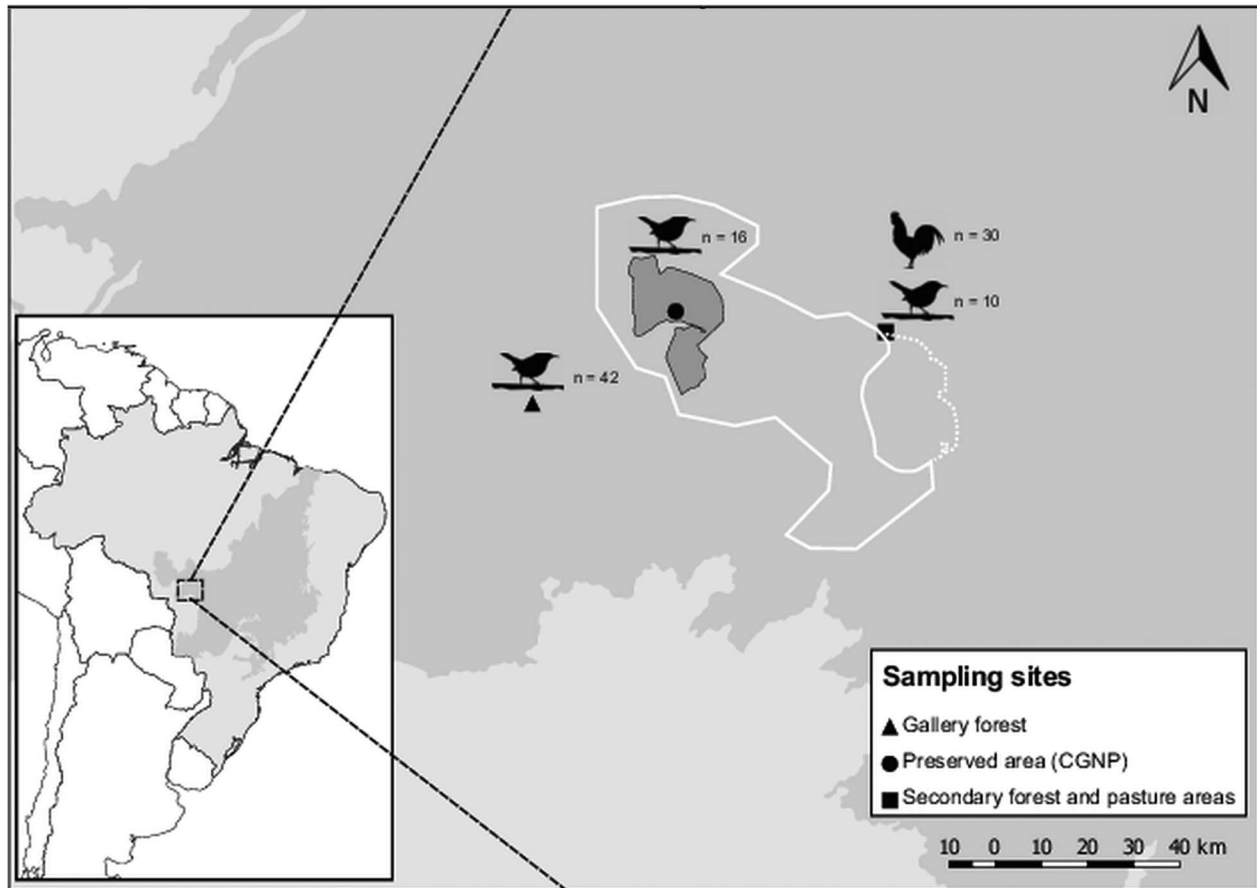 N
n = 16
n = 30
n = 10
n = 42
Sampling sites
Gallery forest
Preserved area (CGNP)
Secondary forest and pasture areas
10 0 10 20 30 40 km